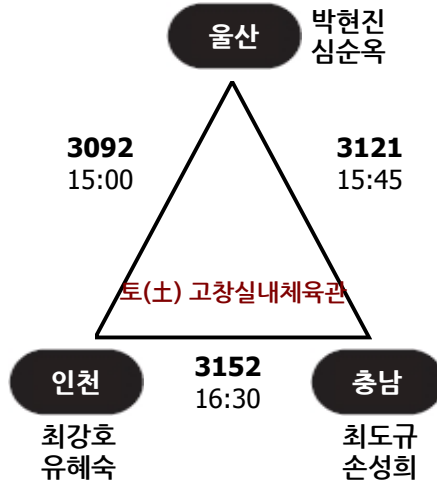 울산
박현진
심순옥
3092
15:00
3121
15:45
토(土) 고창실내체육관
인천
3152
16:30
충남
최강호
유혜숙
최도규
손성희